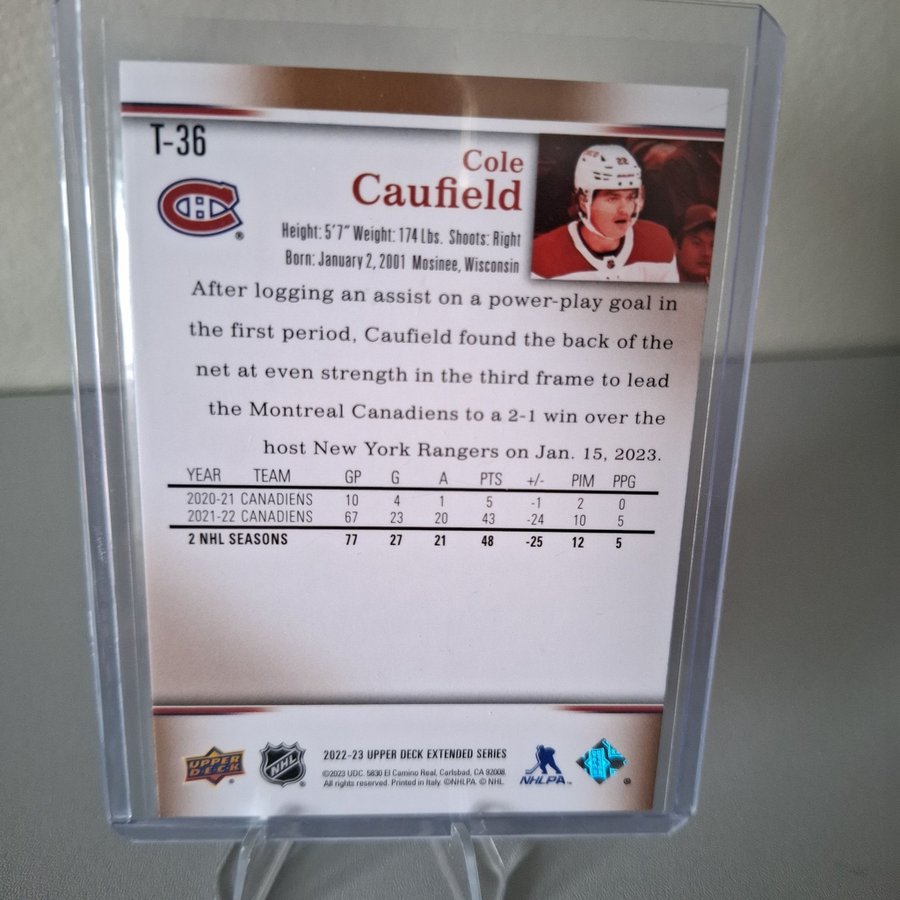 T-36
Cole
Caufield
22
Height: 5'7" Weight: 174 Lbs. Shoots: Right
Born: January 2, 2001 Mosinee, Wisconsin
After logging an assist on a power-play goal in
the first period, Caufield found the back of the
net at even strength in the third frame to lead
the Montreal Canadiens to a 2-1 win over the
host New York Rangers on Jan. 15, 2023.
YEAR TEAM GP G A PTS +/- PIM PPG
2020-21 CANADIENS 10 4 1 5 -1 2 0
2021-22 CANADIENS 67 23 20 43 -24 10 5
2 NHL SEASONS 77 27 21 48 -25 12 5
UPPER DECK
NHL
2022-23 UPPER DECK EXTENDED SERIES
©2023 UDC. 5830 El Camino Real, Carlsbad, CA 92008.
All rights reserved. Printed in Italy. ©NHLPA. © NHL.
NHLPA